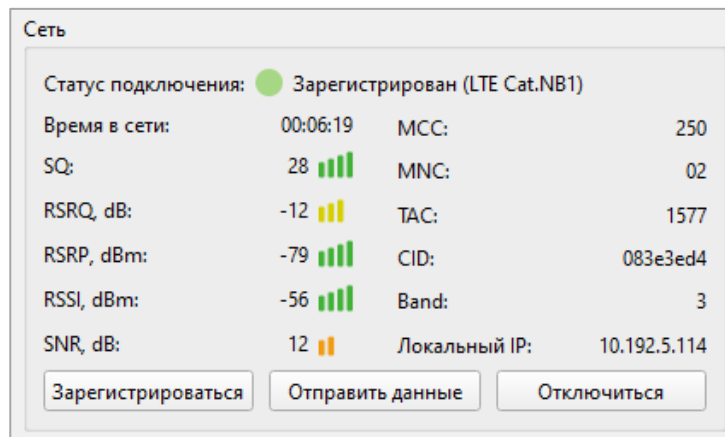 Сеть
Статус подключения: Зарегистрирован (LTE Cat.NB1)
Время в сети: 00:06:19 MCC: 250
SQ: 28 MNC: 02
RSRQ, dB: -12 TAC: 1577
RSRP, dBm: -79 CID: 083e3ed4
RSSI, dBm: -56 Band: 3
SNR, dB: 12 Локальный IP: 10.192.5.114
Зарегистрироваться Отправить данные Отключиться